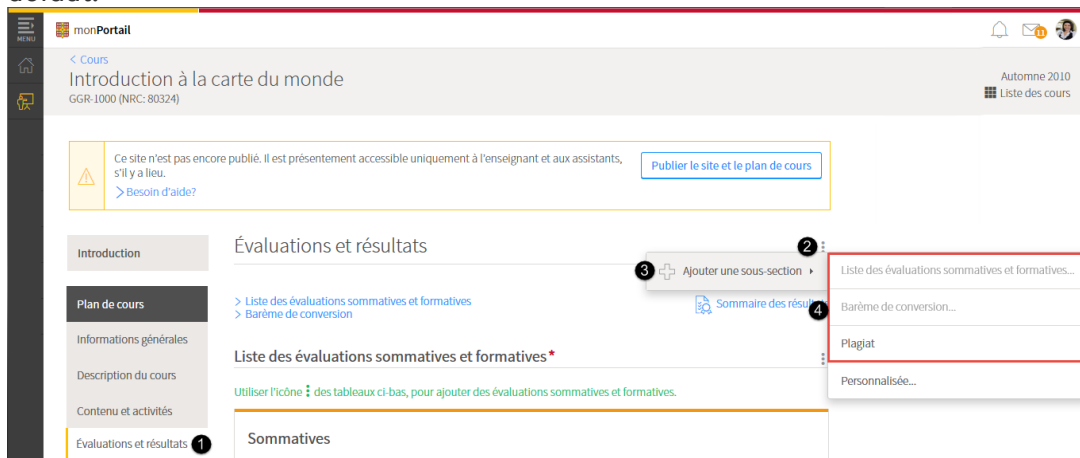 défaut.
MENU
monPortail
11
< Cours
Introduction à la carte du monde
GGR-1000 (NRC: 80324)
Automne 2010
Liste des cours
Ce site n'est pas encore publié. Il est présentement accessible uniquement à l'enseignant et aux assistants,
s'il y a lieu.
> Besoin d'aide?
Publier le site et le plan de cours
Introduction
Plan de cours
Informations générales
Description du cours
Contenu et activités
Évaluations et résultats 1
Évaluations et résultats
2
3 Ajouter une sous-section
4
Liste des évaluations sommatives et formatives...
Barème de conversion...
Plagiat
Personnalisée...
> Liste des évaluations sommatives et formatives
> Barème de conversion
Sommaire des résultat
Liste des évaluations sommatives et formatives*
Utiliser l'icône ⋮ des tableaux ci-bas, pour ajouter des évaluations sommatives et formatives.
Sommatives